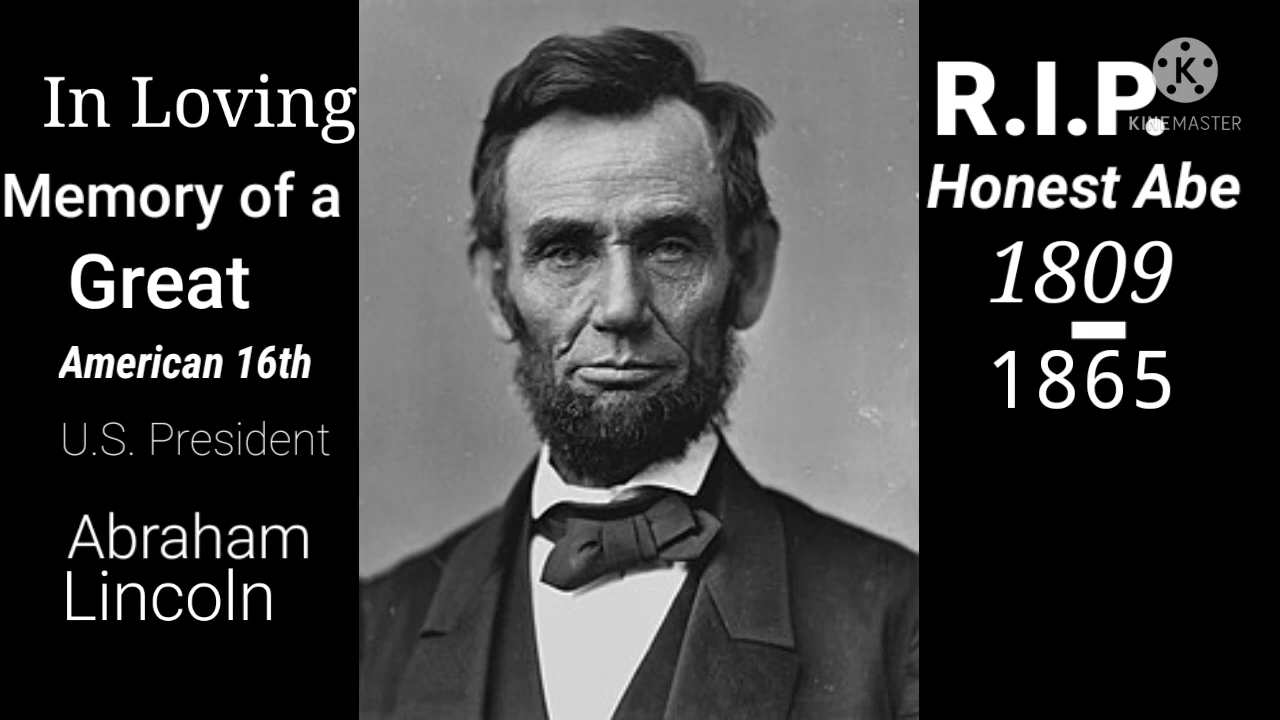 In Loving
Memory of a
Great
American 16th
U.S. President
Abraham
Lincoln
R.I.P.
K
KINEMASTER
Honest Abe
1809
-
1865